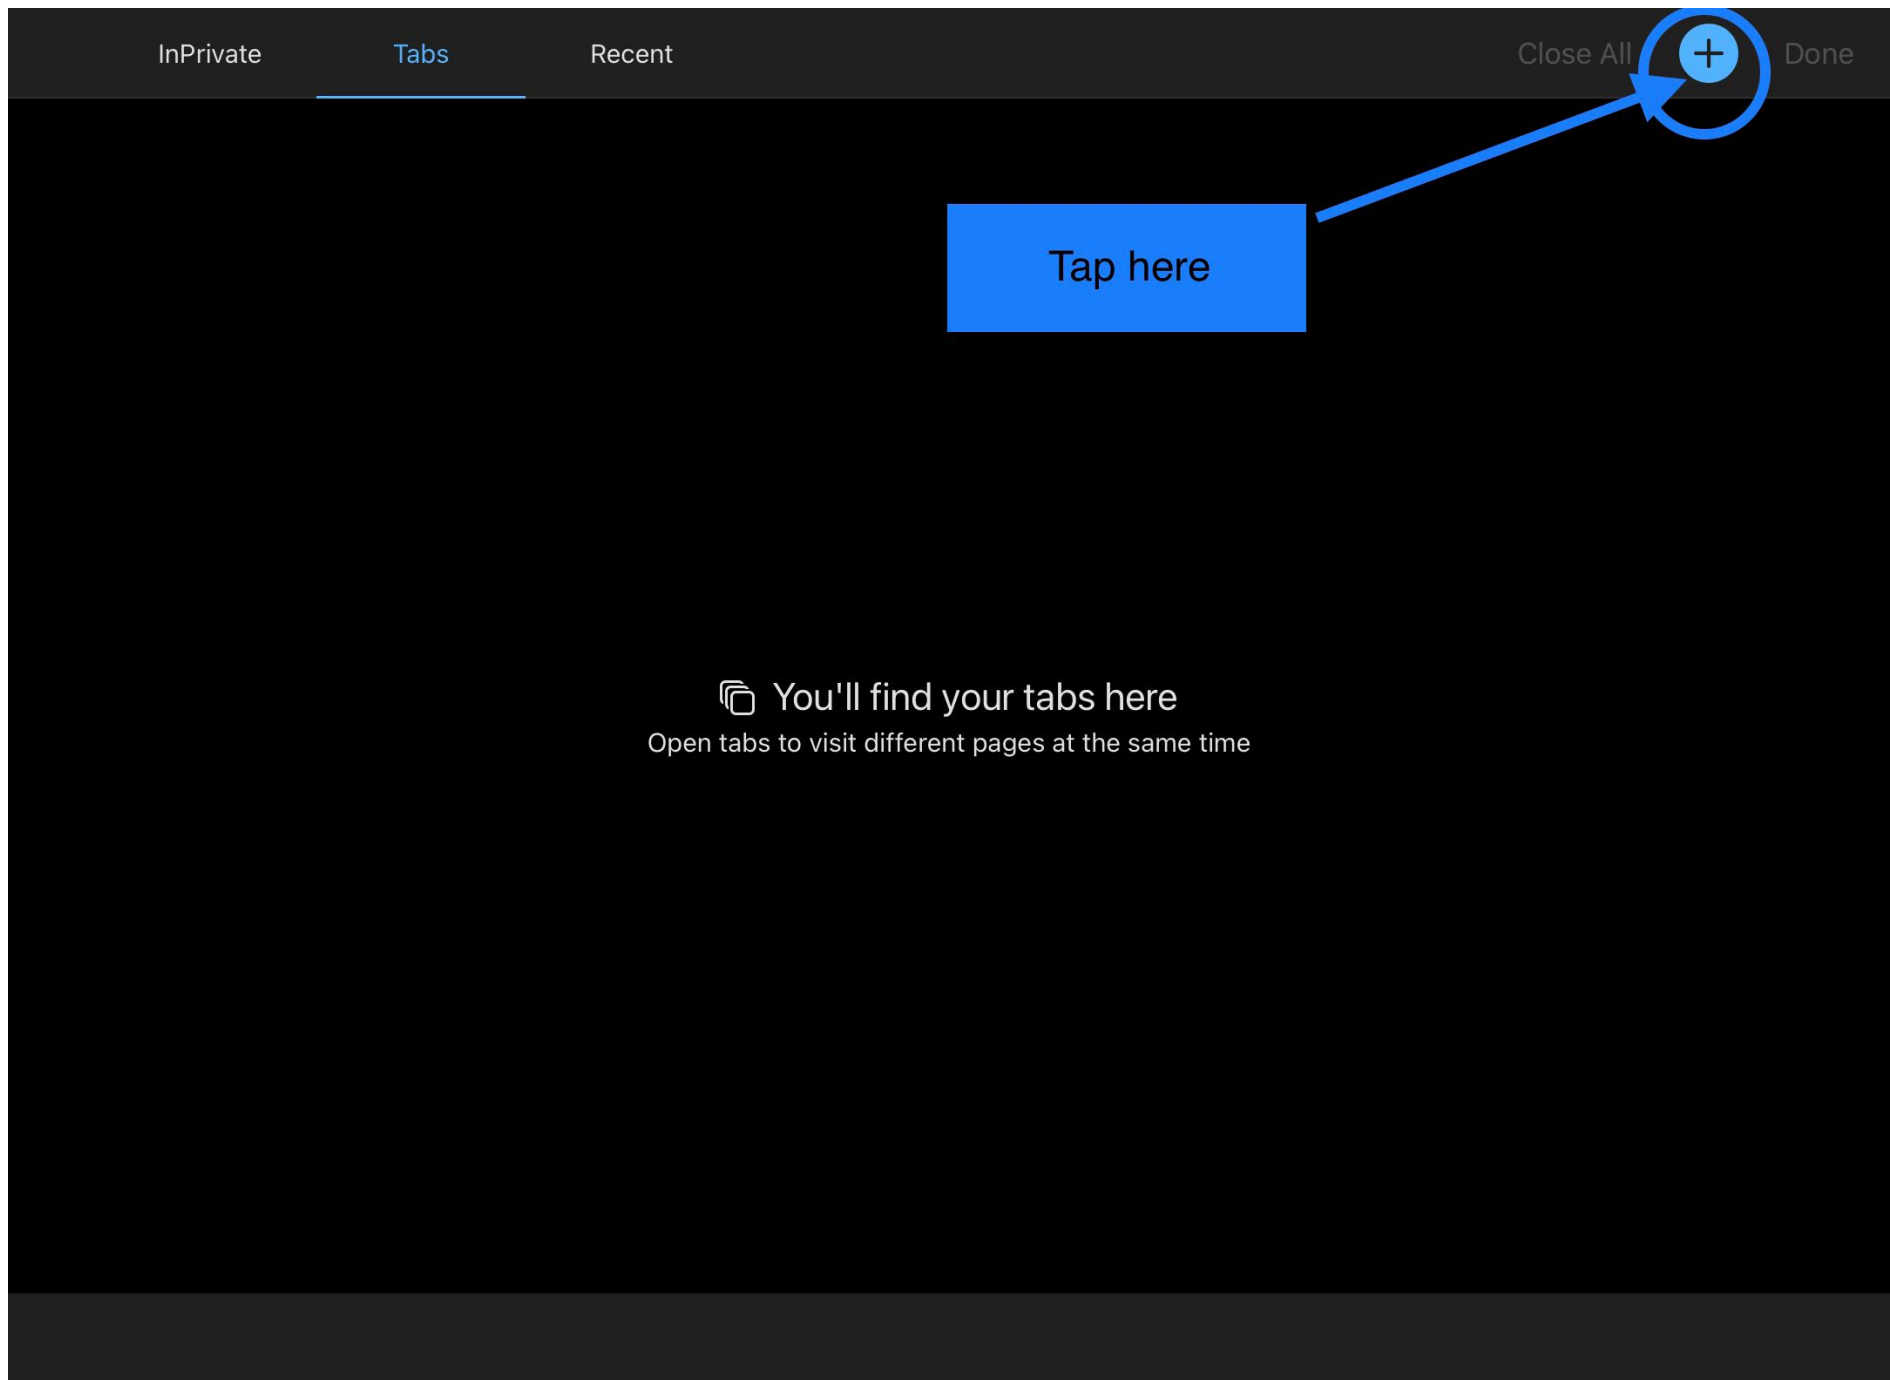 InPrivate Tabs Recent Close All Done
Tap here
You'll find your tabs here
Open tabs to visit different pages at the same time